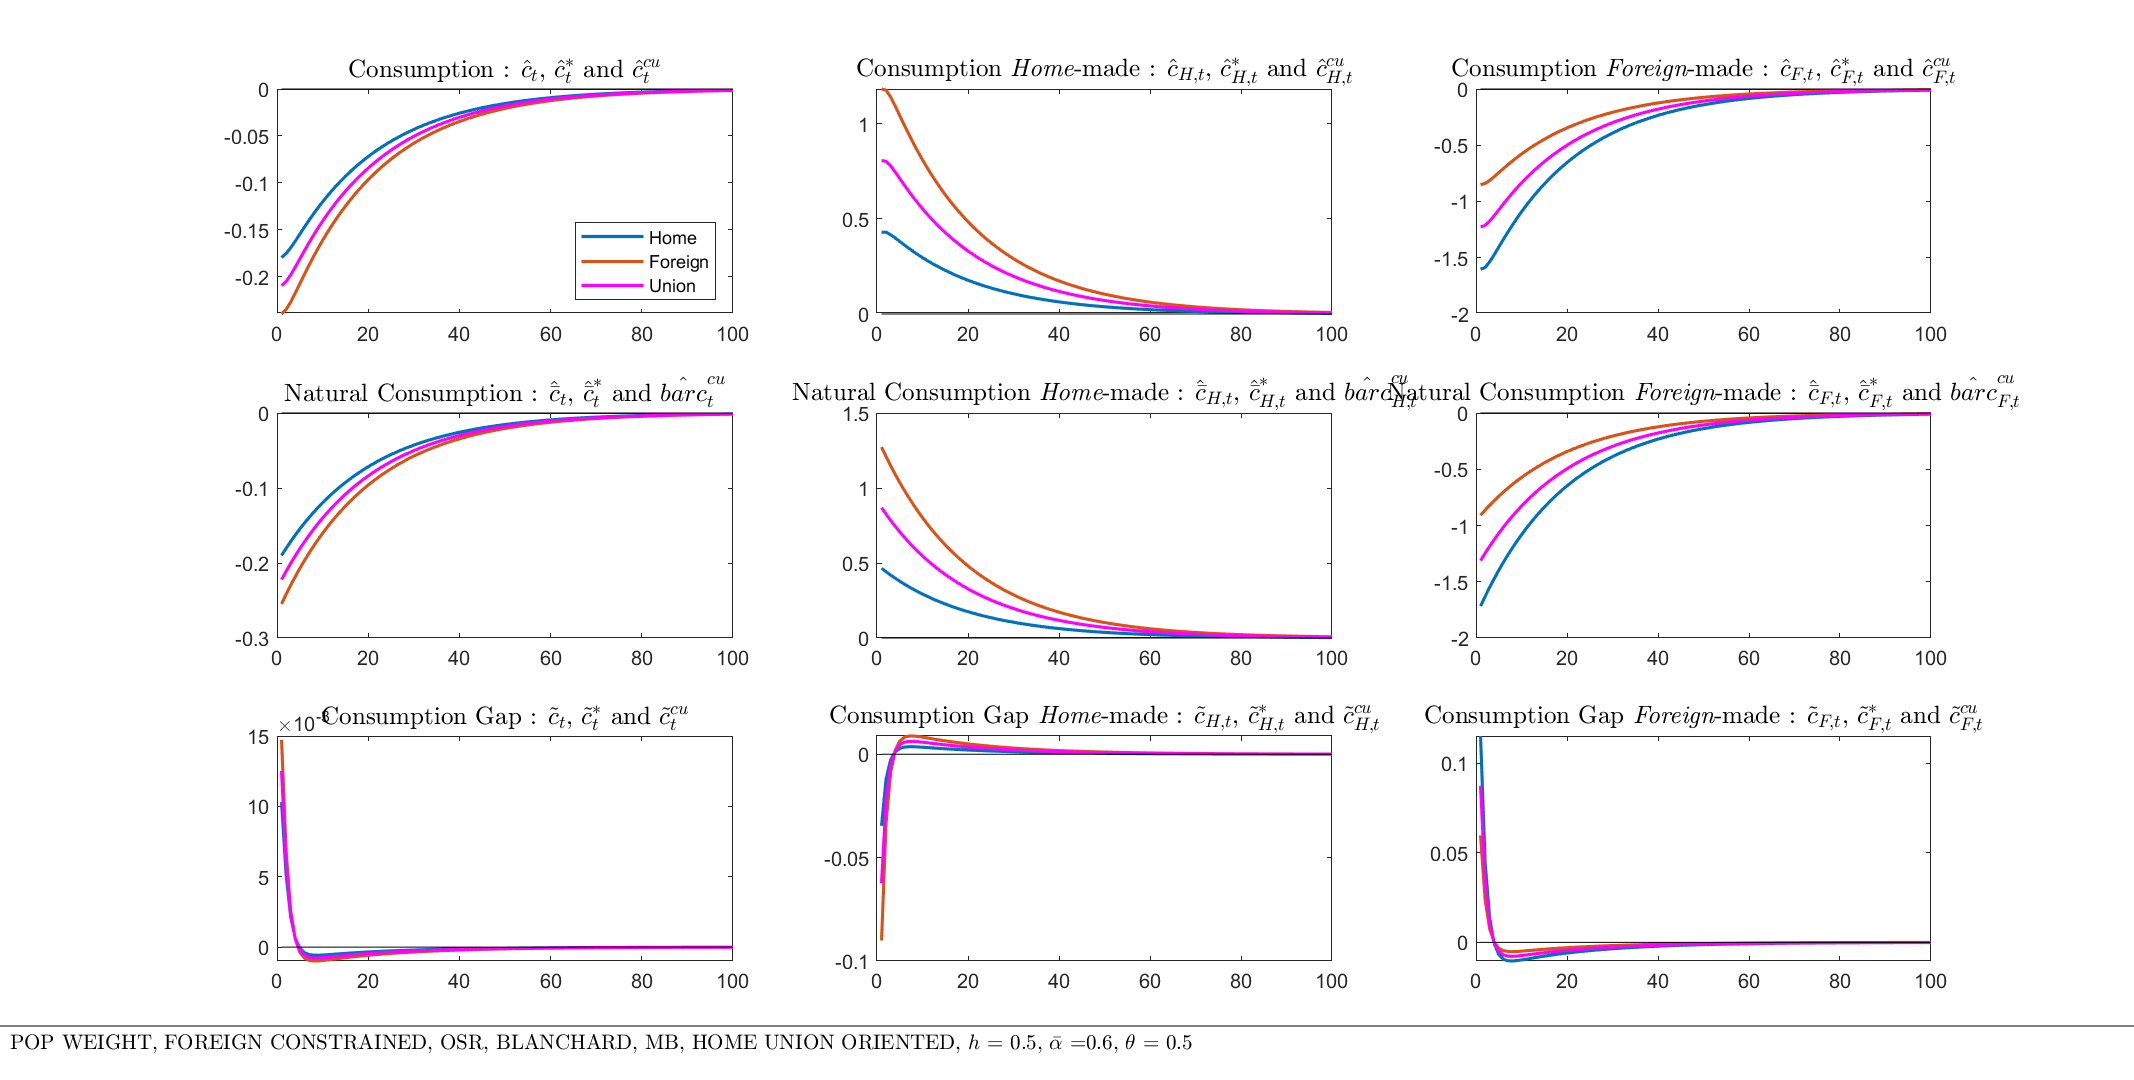 Consumption : ĉ_t, ĉ*_t and ĉ^cu_t
Consumption Home-made : ĉ_H,t, ĉ*_H,t and ĉ^cu_H,t
Consumption Foreign-made : ĉ_F,t, ĉ*_F,t and ĉ^cu_F,t
0
-0.05
-0.1
-0.15
-0.2
Home
Foreign
Union
0 20 40 60 80 100
1
0.5
0
0 20 40 60 80 100
0
-0.5
-1
-1.5
-2
0 20 40 60 80 100
Natural Consumption : c̄̂_t, c̄̂*_t and bar̂c^cu_t
Natural Consumption Home-made : c̄̂_H,t, c̄̂*_H,t and bar̂c^cu_H,t
Natural Consumption Foreign-made : c̄̂_F,t, c̄̂*_F,t and bar̂c^cu_F,t
0
-0.1
-0.2
-0.3
0 20 40 60 80 100
1.5
1
0.5
0
0 20 40 60 80 100
0
-0.5
-1
-1.5
-2
0 20 40 60 80 100
Consumption Gap : c̃_t, c̃*_t and c̃^cu_t
Consumption Gap Home-made : c̃_H,t, c̃*_H,t and c̃^cu_H,t
Consumption Gap Foreign-made : c̃_F,t, c̃*_F,t and c̃^cu_F,t
15
10
5
0
0 20 40 60 80 100
0
-0.05
-0.1
0 20 40 60 80 100
0.1
0.05
0
0 20 40 60 80 100
POP WEIGHT, FOREIGN CONSTRAINED, OSR, BLANCHARD, MB, HOME UNION ORIENTED, h = 0.5, ᾱ =0.6, θ = 0.5